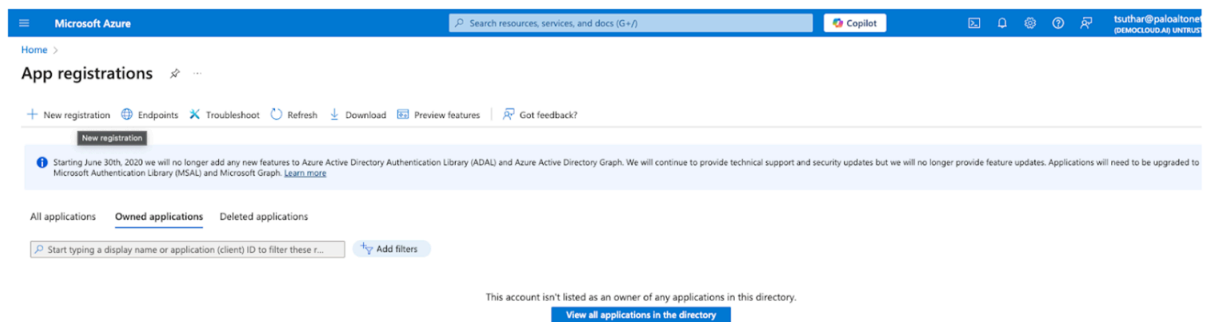 Microsoft Azure
Search resources, services, and docs (G+/)
Copilot
tsuthar@paloaltonet
(DEMOCLOUD.AI) UNTRUST
Home >
App registrations
New registration
Endpoints
Troubleshoot
Refresh
Download
Preview features
Got feedback?
New registration
Starting June 30th, 2020 we will no longer add any new features to Azure Active Directory Authentication Library (ADAL) and Azure Active Directory Graph. We will continue to provide technical support and security updates but we will no longer provide feature updates. Applications will need to be upgraded to
Microsoft Authentication Library (MSAL) and Microsoft Graph. Learn more
All applications
Owned applications
Deleted applications
Start typing a display name or application (client) ID to filter these r...
Add filters
This account isn't listed as an owner of any applications in this directory.
View all applications in the directory